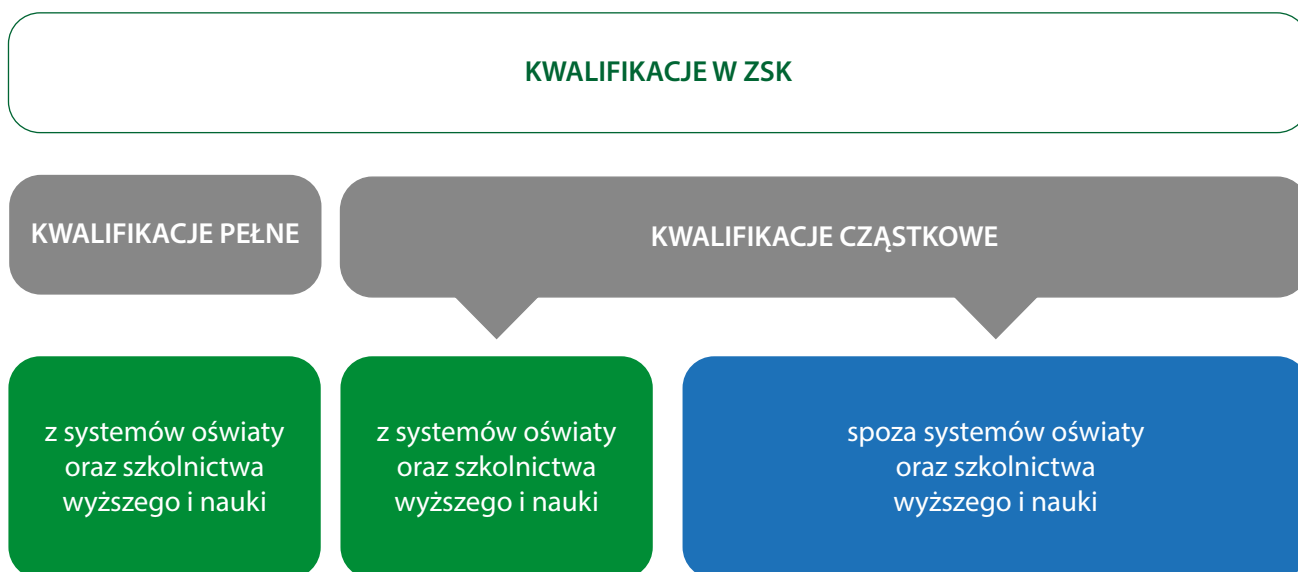 KWALIFIKACJE W ZSK
KWALIFIKACJE PEŁNE
KWALIFIKACJE CZĄSTKOWE
z systemów oświaty
oraz szkolnictwa
wyższego i nauki
z systemów oświaty
oraz szkolnictwa
wyższego i nauki
spoza systemów oświaty
oraz szkolnictwa
wyższego i nauki